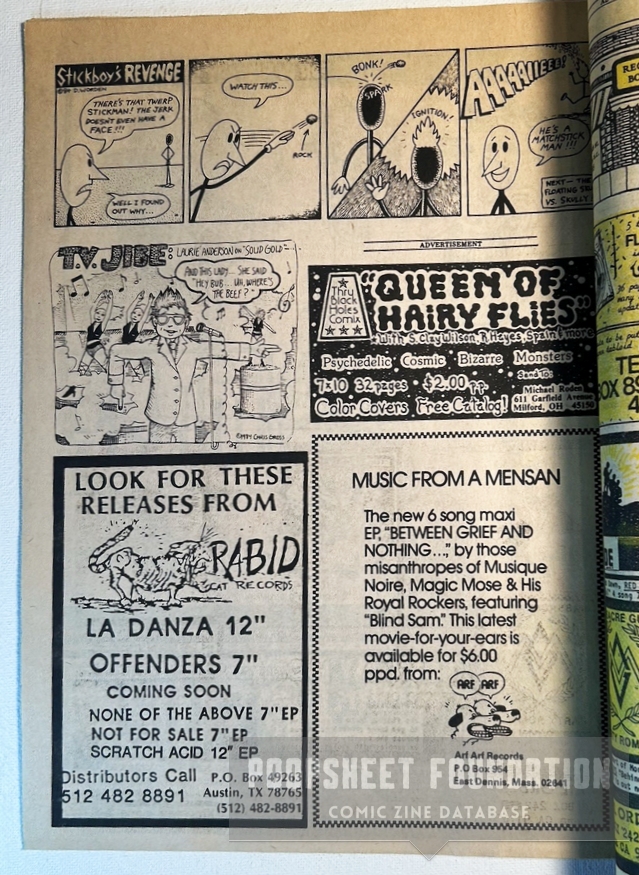 Stickboy's REVENGE
THERE'S THAT TWERP
STICKMAN! THE JERK
DOESN'T EVEN HAVE A
FACE!!!
WELL I FOUND
OUT WHY...
WATCH THIS...
ROCK
BONK!
SPARK
IGNITION!
AAAAAIIEEE!
HE'S A
MATCHSTICK
MAN!!!
NEXT- THE
FLOATING
VS. SKULLY
T.V. JIBE:
LAURIE ANDERSON ON "SOLID GOLD"
AND THIS LADY... SHE SAID
"HEY BUB... UH, WHERE'S
THE BEEF?"
ADVERTISEMENT
Thru
Black
Holes
Comix
"QUEEN OF
HAIRY FLIES"
With S. Clay Wilson, R. Hayes, Spain & more
Psychedelic Cosmic Bizarre Monsters
7x10 32 pages $2.00 pp.
Color Covers Free Catalog!
Send To:
Michael Roden
611 Garfield Avenue
Milford, OH 45150
LOOK FOR THESE
RELEASES FROM
RABID
CAT RECORDS
LA DANZA 12"
OFFENDERS 7"
COMING SOON
NONE OF THE ABOVE 7" EP
NOT FOR SALE 7" EP
SCRATCH ACID 12" EP
Distributors Call
512 482 8891
P.O. Box 49263
Austin, TX 78765
(512) 482-8891
MUSIC FROM A MENSAN
The new 6 song maxi
EP, "BETWEEN GRIEF AND
NOTHING...," by those
misanthropes of Musique
Noire, Magic Mose & His
Royal Rockers, featuring
"Blind Sam." This latest
movie-for-your-ears is
available for $6.00
ppd. from:
ARF ARF
Arf Arf Records
P.O Box 954
East Dennis, Mass. 02641
SHEET FOUNDATION
COMIC ZINE DATABASE